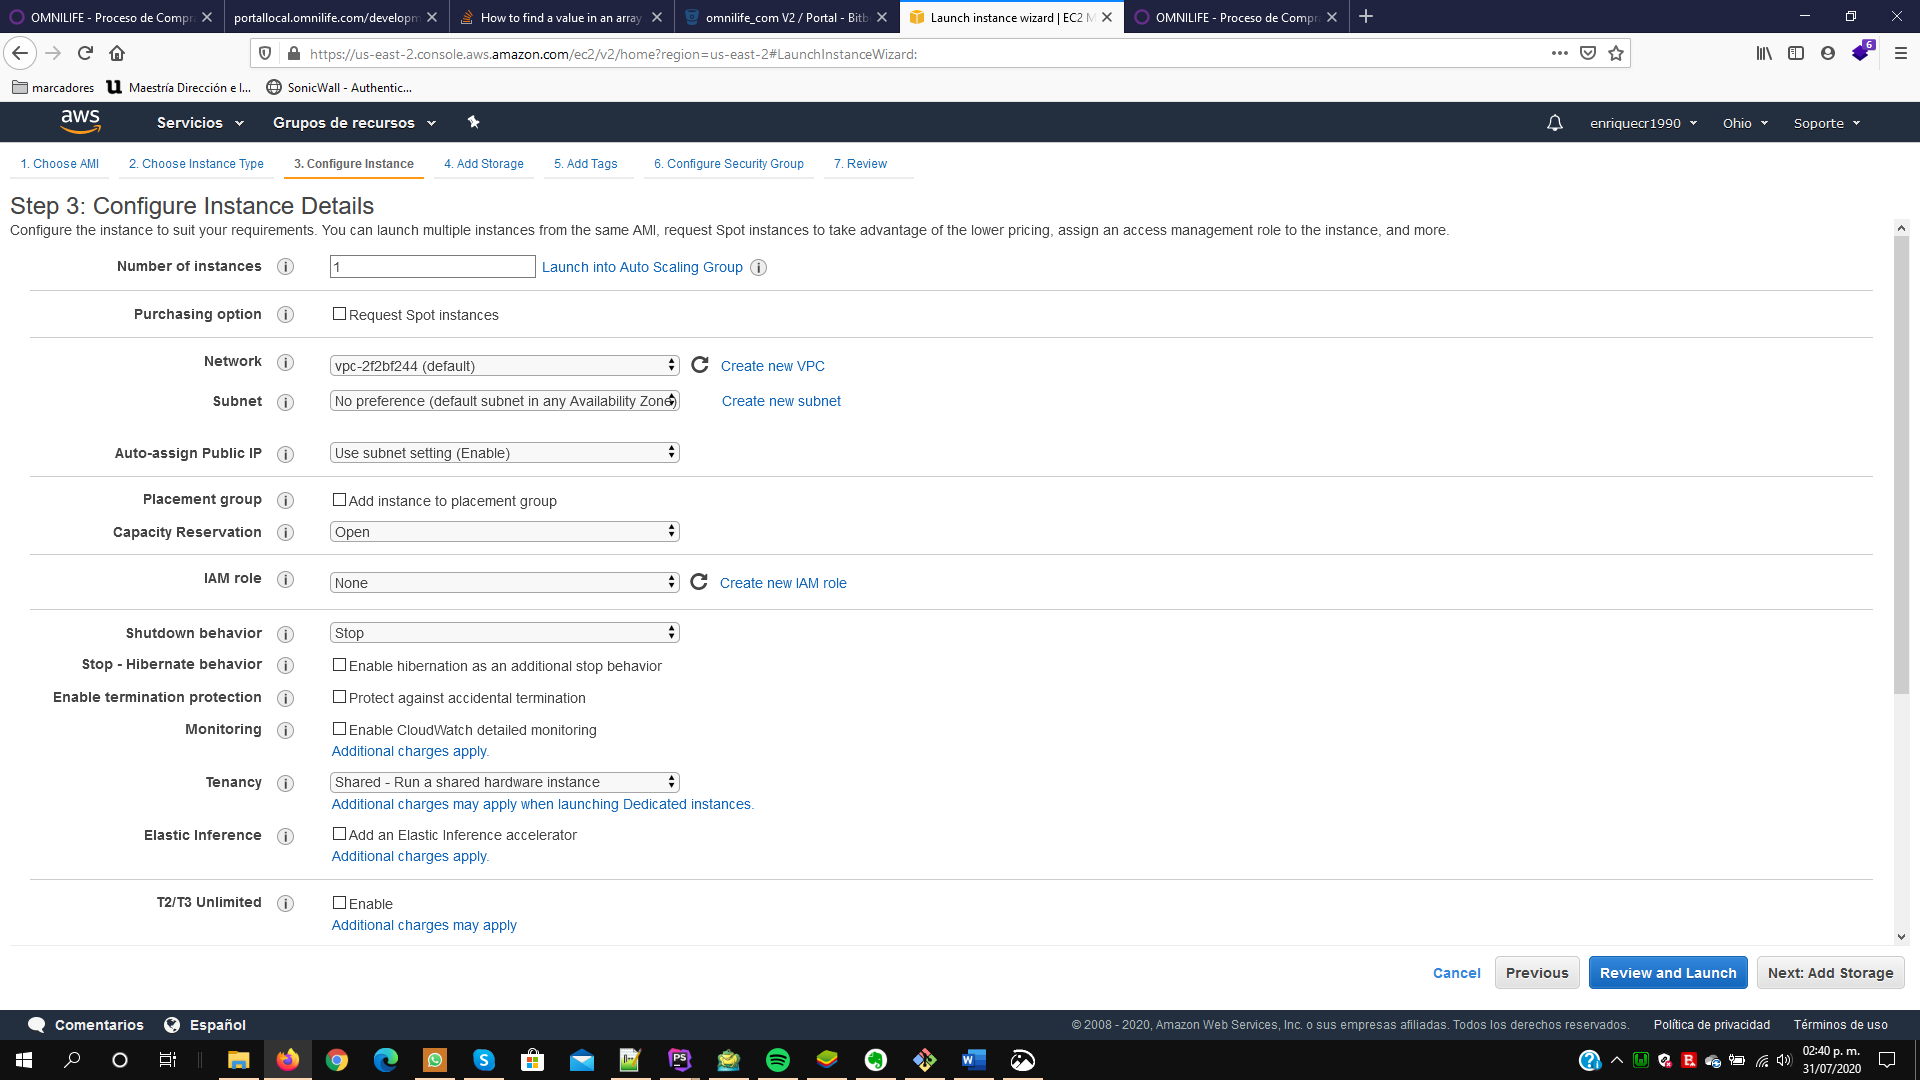 OMNILIFE - Proceso de Compr
portallocal.omnilife.com/developm
How to find a value in an array
omnilife_com V2 / Portal - Bitb
Launch instance wizard | EC2 M
OMNILIFE - Proceso de Compr
https://us-east-2.console.aws.amazon.com/ec2/v2/home?region=us-east-2#LaunchInstanceWizard:
6
marcadores
Maestría Dirección e I...
SonicWall - Authentic...
aws
Servicios
Grupos de recursos
enriquecr1990
Ohio
Soporte
1. Choose AMI
2. Choose Instance Type
3. Configure Instance
4. Add Storage
5. Add Tags
6. Configure Security Group
7. Review
Step 3: Configure Instance Details
Configure the instance to suit your requirements. You can launch multiple instances from the same AMI, request Spot instances to take advantage of the lower pricing, assign an access management role to the instance, and more.
Number of instances
1
Launch into Auto Scaling Group
Purchasing option
Request Spot instances
Network
vpc-2f2bf244 (default)
Create new VPC
Subnet
No preference (default subnet in any Availability Zone)
Create new subnet
Auto-assign Public IP
Use subnet setting (Enable)
Placement group
Add instance to placement group
Capacity Reservation
Open
IAM role
None
Create new IAM role
Shutdown behavior
Stop
Stop - Hibernate behavior
Enable hibernation as an additional stop behavior
Enable termination protection
Protect against accidental termination
Monitoring
Enable CloudWatch detailed monitoring
Additional charges apply.
Tenancy
Shared - Run a shared hardware instance
Additional charges may apply when launching Dedicated instances.
Elastic Inference
Add an Elastic Inference accelerator
Additional charges apply.
T2/T3 Unlimited
Enable
Additional charges may apply
Cancel
Previous
Review and Launch
Next: Add Storage
Comentarios
Español
© 2008 - 2020, Amazon Web Services, Inc. o sus empresas afiliadas. Todos los derechos reservados.
Política de privacidad
Términos de uso
02:40 p. m.
31/07/2020